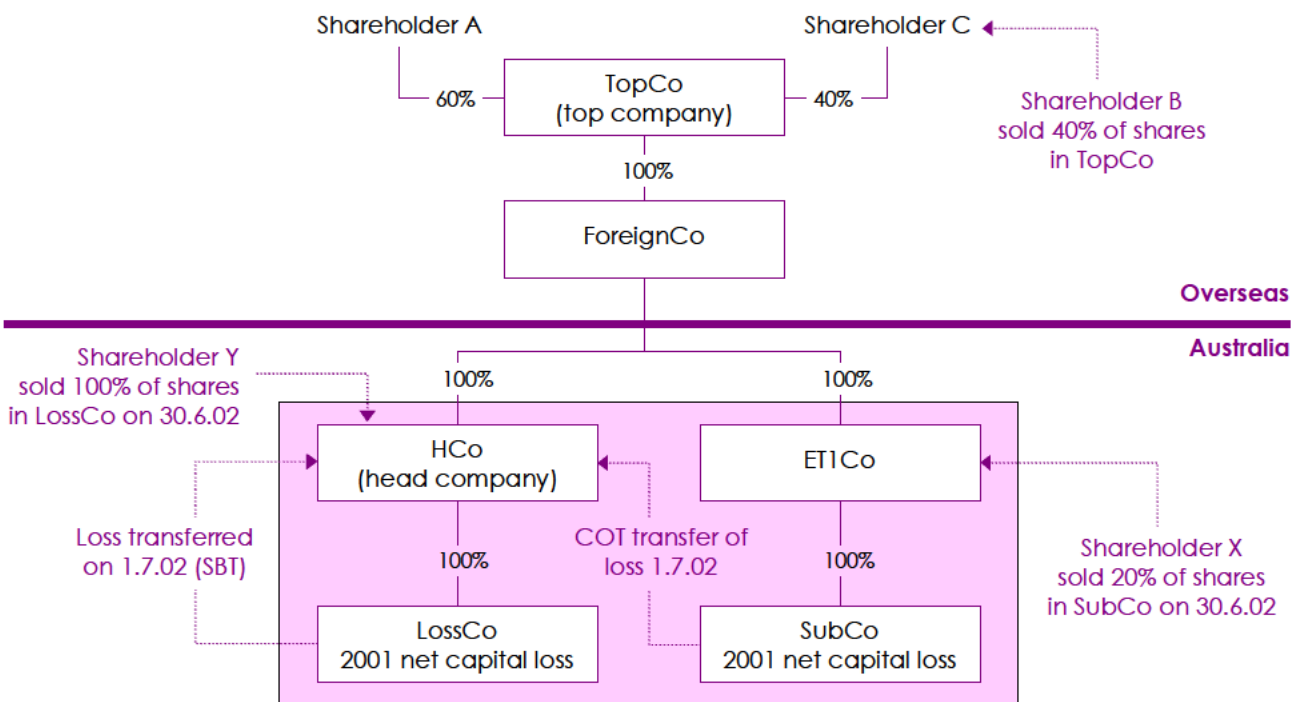 Shareholder A
Shareholder C
TopCo
(top company)
60%
40%
Shareholder B
sold 40% of shares
in TopCo
100%
ForeignCo
Overseas
Australia
Shareholder Y
sold 100% of shares
in LossCo on 30.6.02
100%
100%
HCo
(head company)
ET1Co
Loss transferred
on 1.7.02 (SBT)
COT transfer of
loss 1.7.02
100%
100%
Shareholder X
sold 20% of shares
in SubCo on 30.6.02
LossCo
2001 net capital loss
SubCo
2001 net capital loss